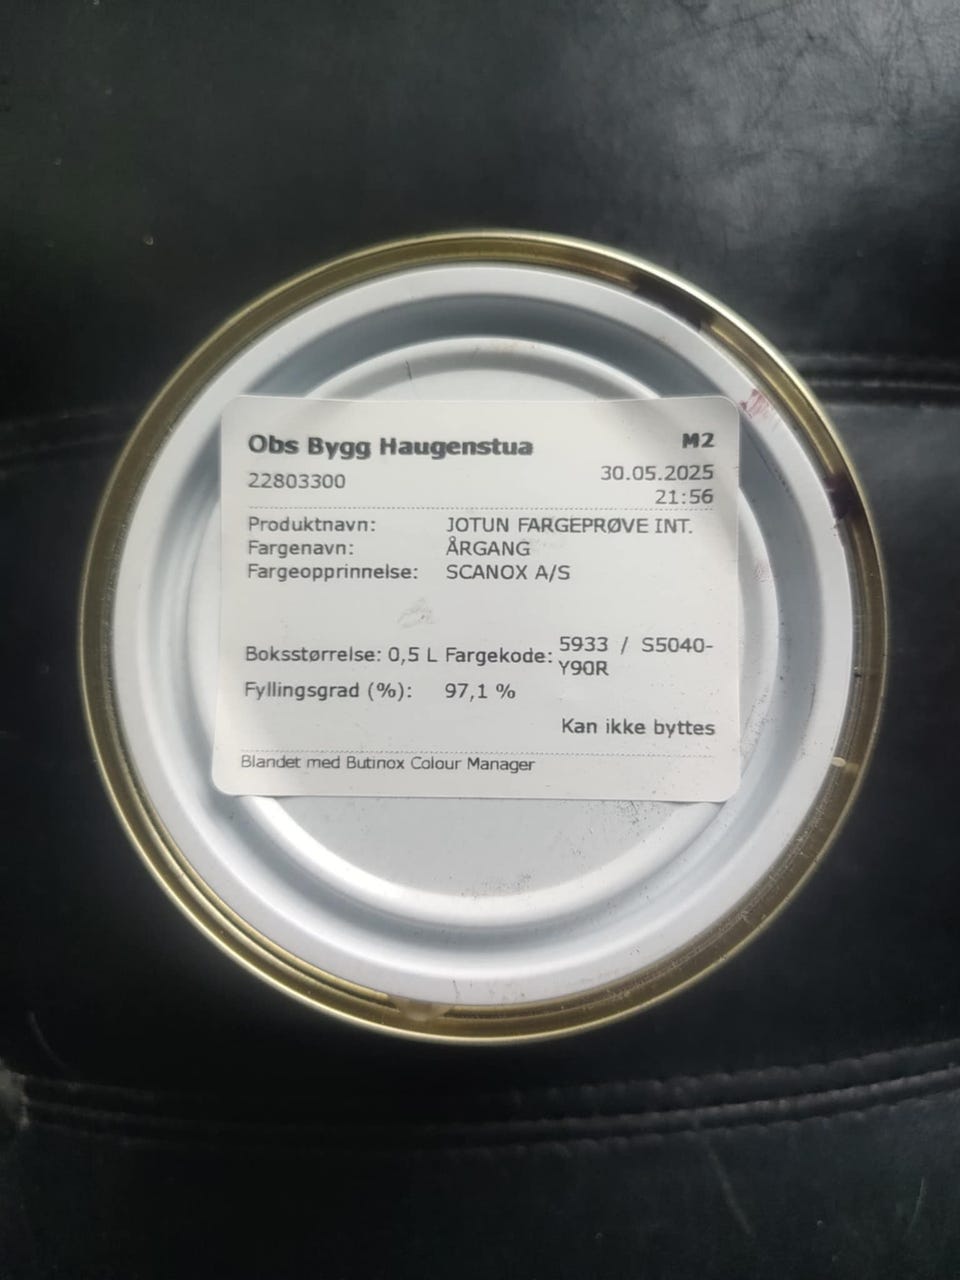 Obs Bygg Haugenstua M2
22803300 30.05.2025
21:56
Produktnavn: JOTUN FARGEPRØVE INT.
Fargenavn: ÅRGANG
Fargeopprinnelse: SCANOX A/S
Boksstørrelse: 0,5 L Fargekode: 5933 / S5040-
Y90R
Fyllingsgrad (%): 97,1 %
Kan ikke byttes
Blandet med Butinox Colour Manager